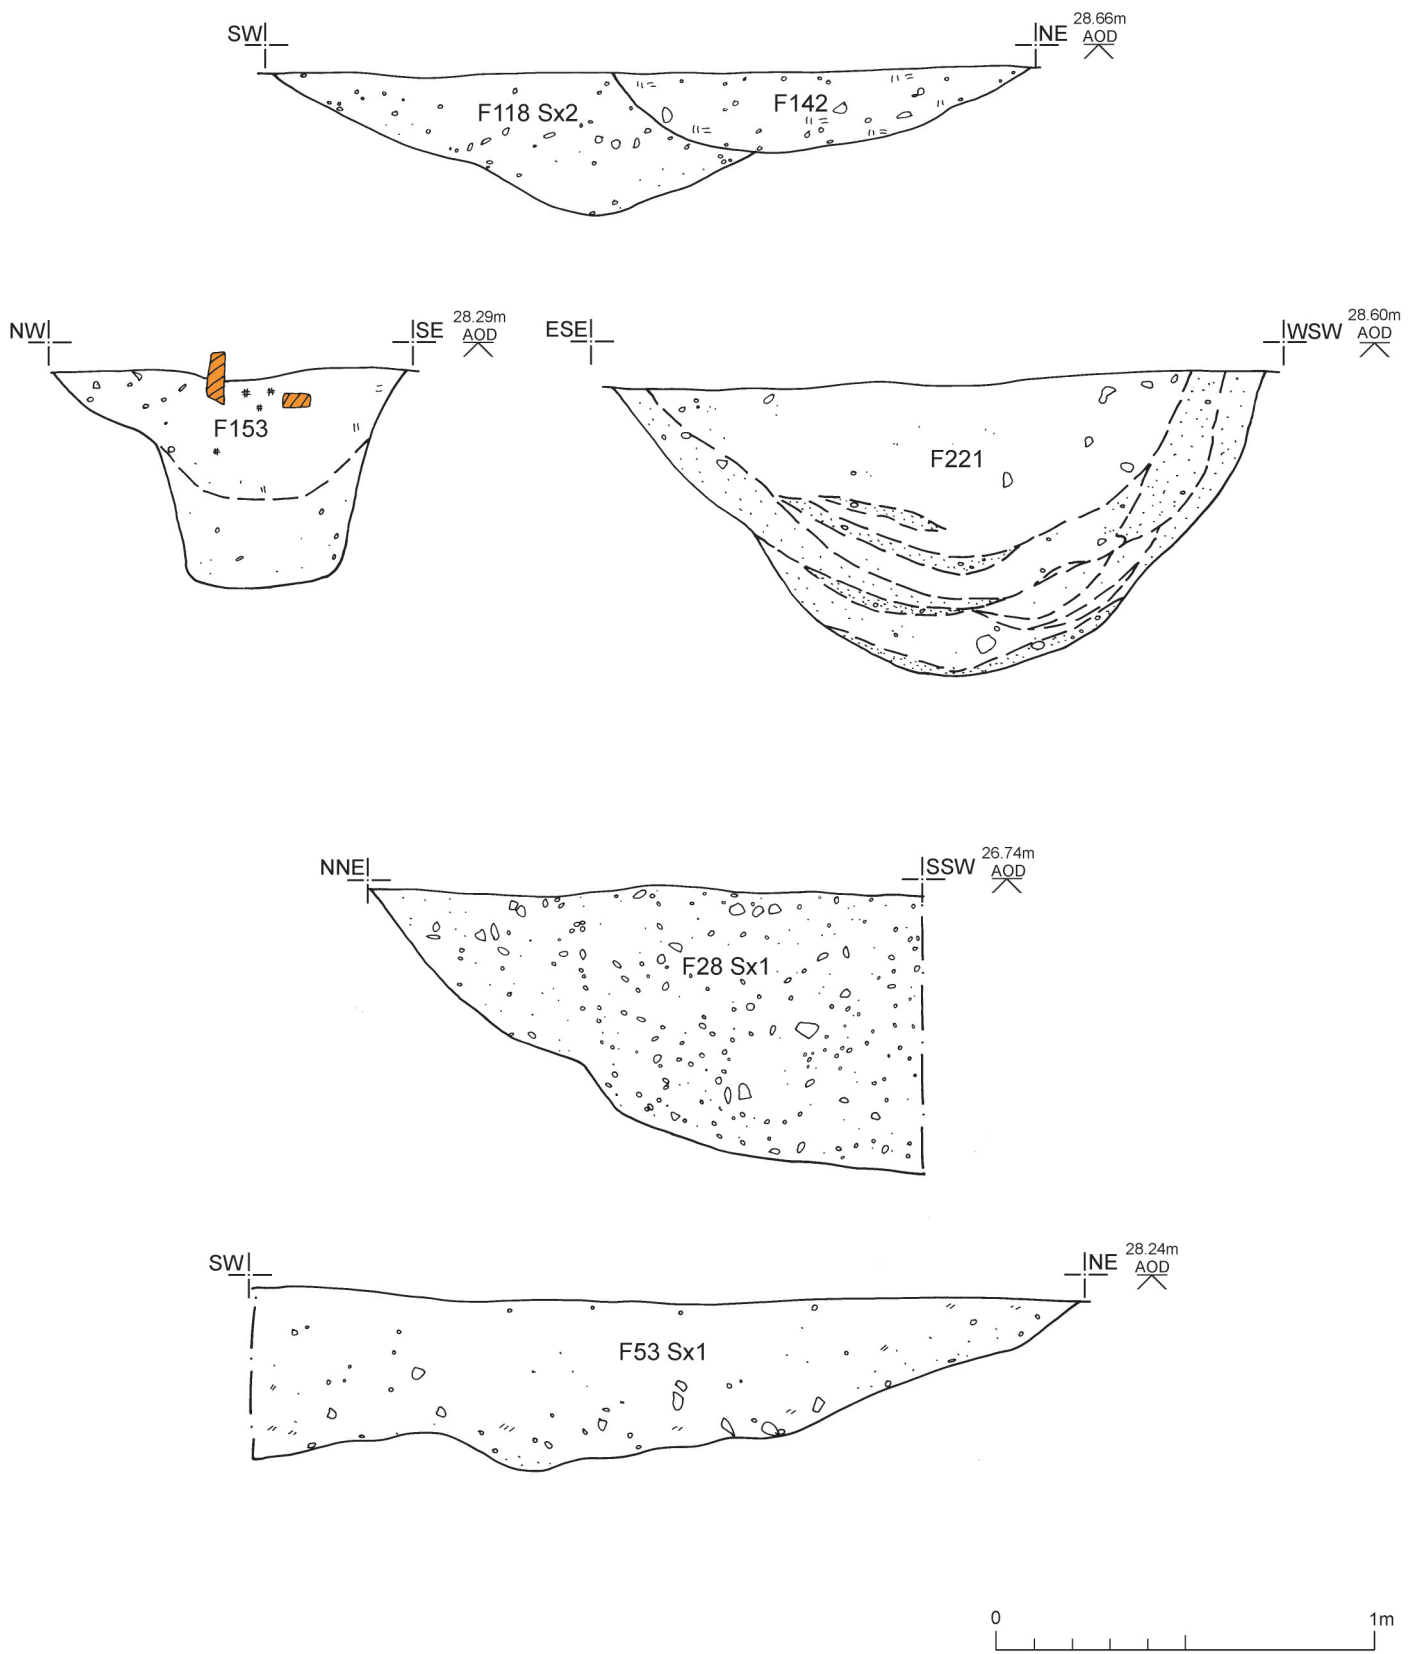 SW
NE
28.66m
AOD
F118 Sx2
F142
NW
SE
28.29m
AOD
F153
ESE
WSW
28.60m
AOD
F221
NNE
SSW
26.74m
AOD
F28 Sx1
SW
NE
28.24m
AOD
F53 Sx1
0
1m